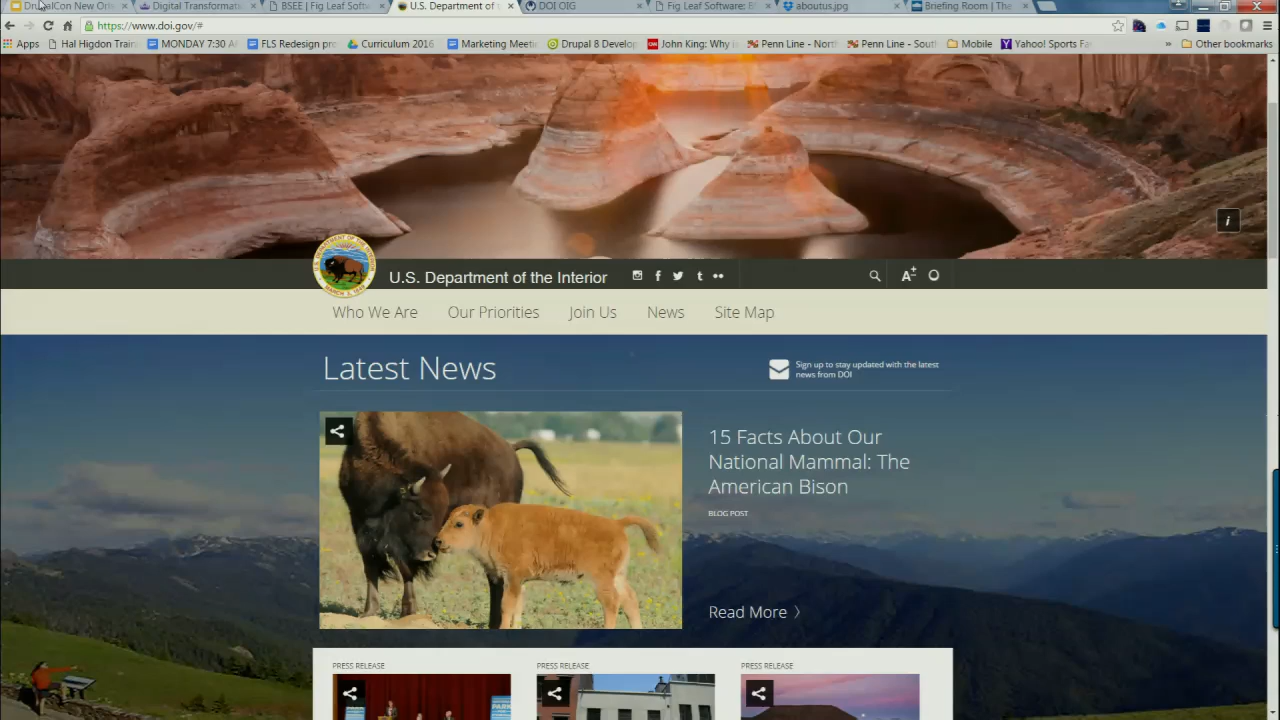 DrupalCon New Orl
Digital Transformati
BSEE | Fig Leaf Softw
U.S. Department of t
DOI OIG
Fig Leaf Software: B
aboutus.jpg
Briefing Room | The
https://www.doi.gov/#
Apps
Hal Higdon Train
MONDAY 7:30 A
FLS Redesign pro
Curriculum 2016
Marketing Meeti
Drupal 8 Develo
John King: Why is
Penn Line - North
Penn Line - South
Mobile
Yahoo! Sports Fa
»
Other bookmarks
i
U.S. Department of the Interior
Who We Are
Our Priorities
Join Us
News
Site Map
Latest News
Sign up to stay updated with the latest
news from DOI
15 Facts About Our
National Mammal: The
American Bison
BLOG POST
Read More
PRESS RELEASE
PRESS RELEASE
PRESS RELEASE